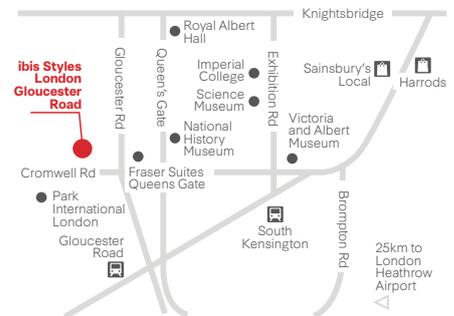 Knightsbridge
Royal Albert
Hall
ibis Styles
London
Gloucester
Road
Gloucester Rd
Queen's Gate
Imperial
College
Science
Museum
Exhibition Rd
Sainsbury's
Local
Harrods
National
History
Museum
Victoria
and Albert
Museum
Cromwell Rd
Fraser Suites
Queens Gate
Park
International
London
Gloucester
Road
South
Kensington
Brompton Rd
25km to
London
Heathrow
Airport